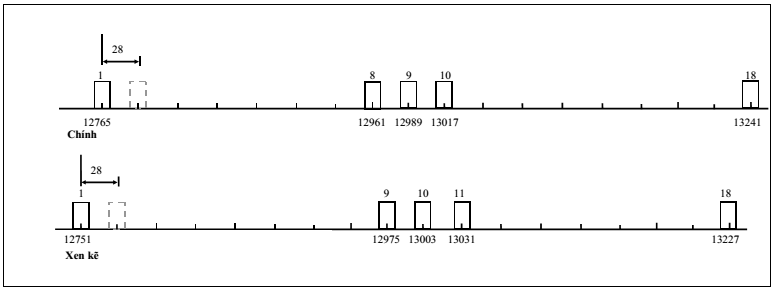 28
1 8 9 10 18
12765 12961 12989 13017 13241
Chính
28
1 9 10 11 18
12751 12975 13003 13031 13227
Xen kẽ